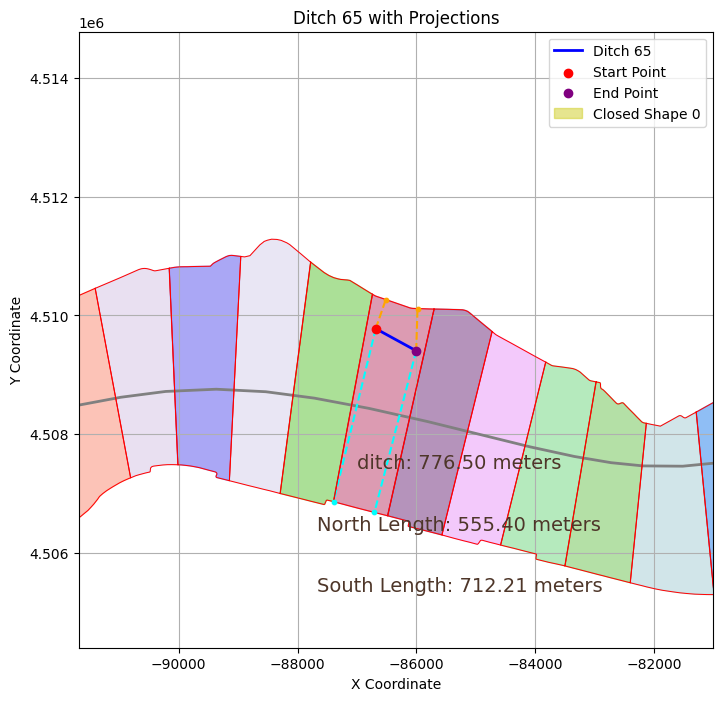 Ditch 65 with Projections
1e6
Ditch 65
Start Point
End Point
Closed Shape 0
4.514
4.512
4.510
4.508
4.506
Y Coordinate
ditch: 776.50 meters
North Length: 555.40 meters
South Length: 712.21 meters
−90000 −88000 −86000 −84000 −82000
X Coordinate